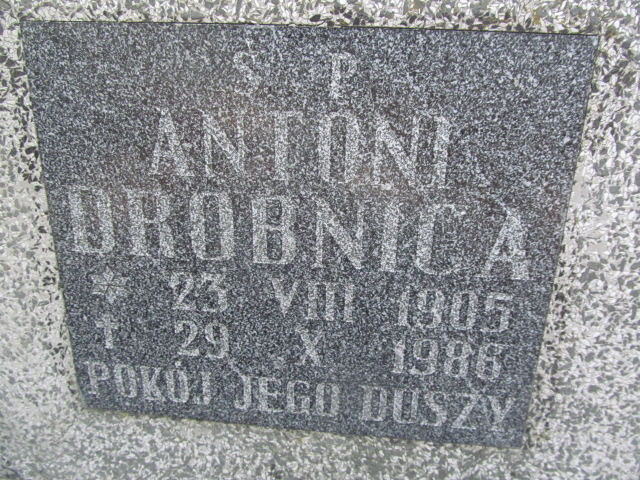 Ś P
ANTONI
DROBNICA
* 23 VIII 1905
† 29 X 1986
POKÓJ JEGO DUSZY